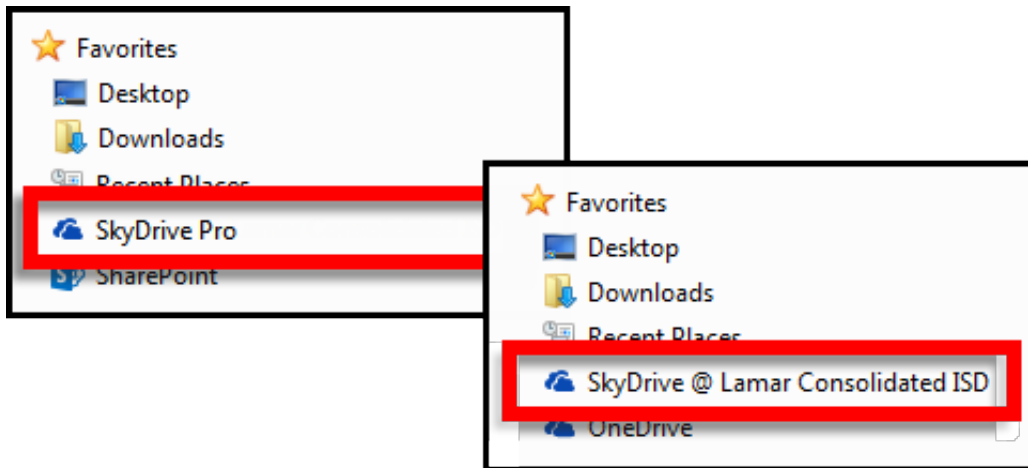 Favorites
Desktop
Downloads
Recent Places
SkyDrive Pro
SharePoint
Favorites
Desktop
Downloads
Recent Places
SkyDrive @ Lamar Consolidated ISD
OneDrive